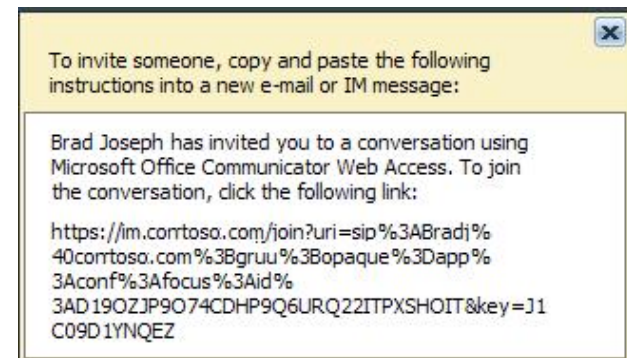 To invite someone, copy and paste the following
instructions into a new e-mail or IM message:
Brad Joseph has invited you to a conversation using
Microsoft Office Communicator Web Access. To join
the conversation, click the following link:
https://im.contoso.com/join?uri=sip%3ABradj%
40contoso.com%3Bgruu%3Bopaque%3Dapp%
3Aconf%3Afocus%3Aid%
3AD19OZJP9O74CDHP9Q6URQ22ITPXSHOIT&key=J1
C09D1YNQEZ